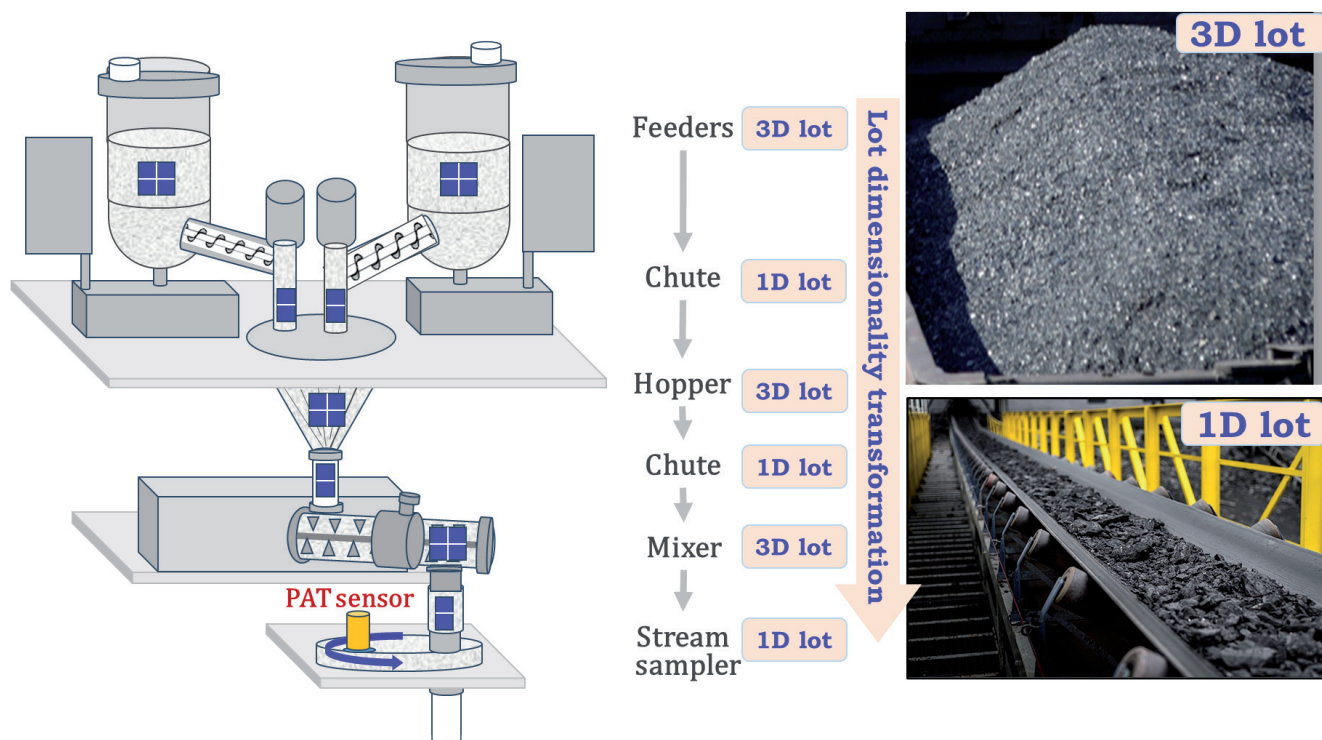 Feeders
3D lot
Chute
1D lot
Hopper
3D lot
Chute
1D lot
Mixer
3D lot
Stream
sampler
1D lot
Lot dimensionality transformation
3D lot
1D lot
PAT sensor